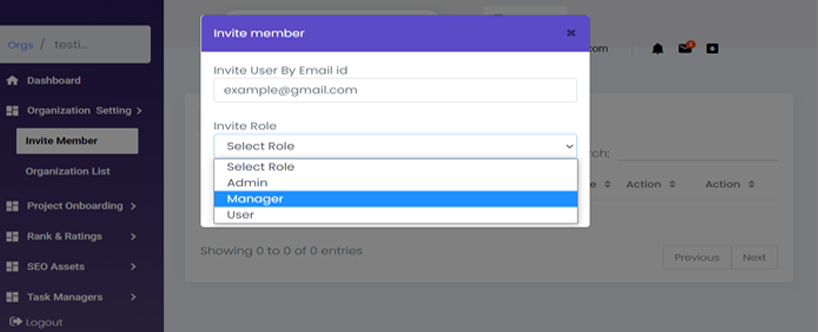 Orgs / testi...
Dashboard
Organization Setting >
Invite Member
Organization List
Project Onboarding >
Rank & Ratings >
SEO Assets >
Task Managers >
Logout
Invite member
Invite User By Email id
example@gmail.com
Invite Role
Select Role
Select Role
Admin
Manager
User
com
rch:
e Action Action
Showing 0 to 0 of 0 entries
Previous Next